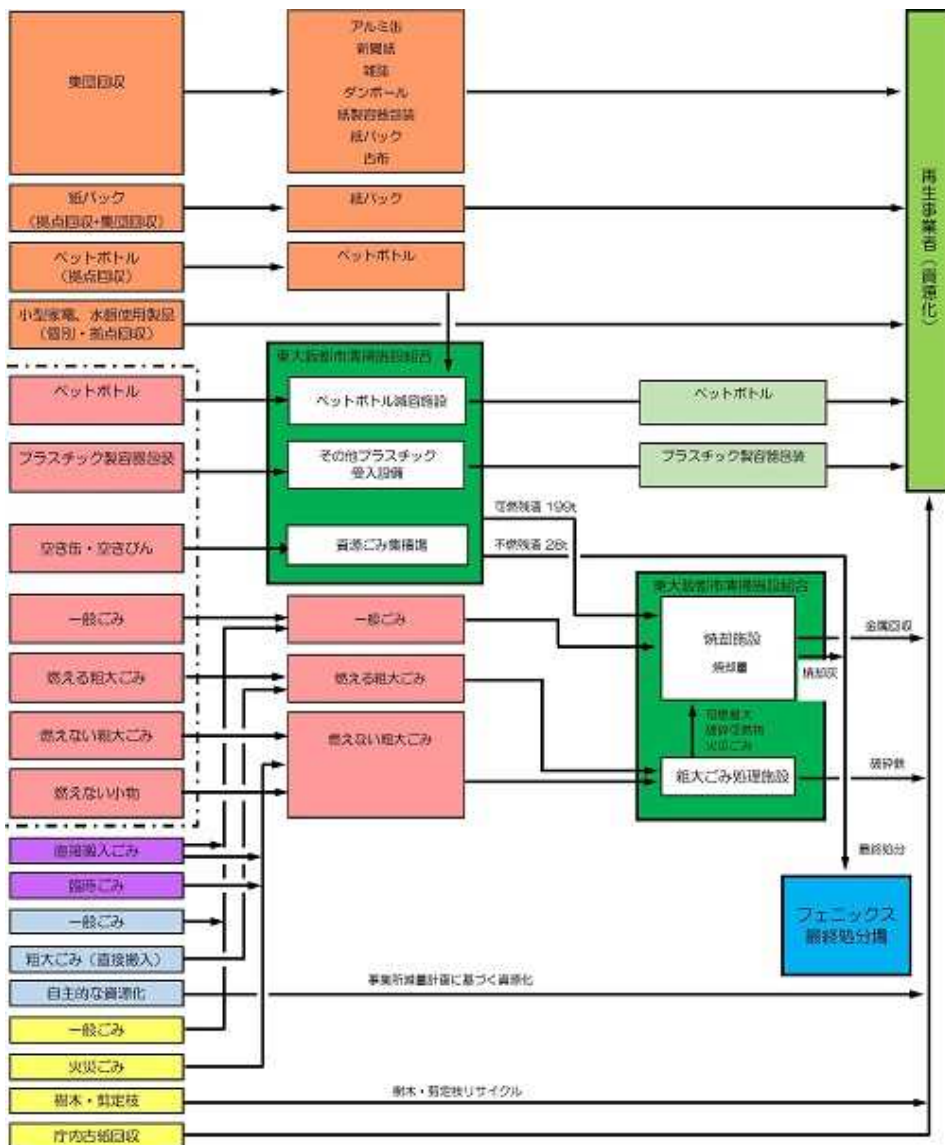 集団回収
アルミ缶
新聞紙
雑誌
ダンボール
紙製容器包装
紙パック
古布
再生事業者(資源化)
紙パック
(拠点回収+集団回収)
紙パック
ペットボトル
(拠点回収)
ペットボトル
小型家電、水銀使用製品
(個別・拠点回収)
東大阪都市清掃施設組合
ペットボトル
ペットボトル減容施設
ペットボトル
プラスチック製容器包装
その他プラスチック
受入設備
プラスチック製容器包装
可燃残渣 199t
空き缶・空きびん
資源ごみ集積場
不燃残渣 26t
東大阪都市清掃施設組合
一般ごみ
一般ごみ
焼却施設
焼却量
金属回収
焼却灰
燃える粗大ごみ
燃える粗大ごみ
可燃粗大
破砕可燃物
火災ごみ
燃えない粗大ごみ
燃えない粗大ごみ
粗大ごみ処理施設
破砕鉄
燃えない小物
直接搬入ごみ
最終処分
臨時ごみ
フェニックス
最終処分場
一般ごみ
粗大ごみ(直接搬入)
自主的な資源化
事業所減量計画に基づく資源化
一般ごみ
火災ごみ
樹木・剪定枝
樹木・剪定枝リサイクル
庁内古紙回収